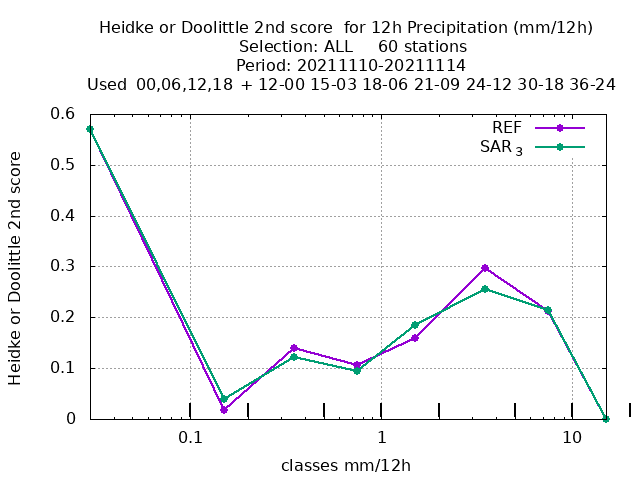 Heidke or Doolittle 2nd score  for 12h Precipitation (mm/12h)
Selection: ALL     60 stations
Period: 20211110-20211114
Used  00,06,12,18 + 12-00 15-03 18-06 21-09 24-12 30-18 36-24
0.6
0.5
0.4
0.3
0.2
0.1
0
Heidke or Doolittle 2nd score
REF
SAR 3
0.1
1
10
classes mm/12h